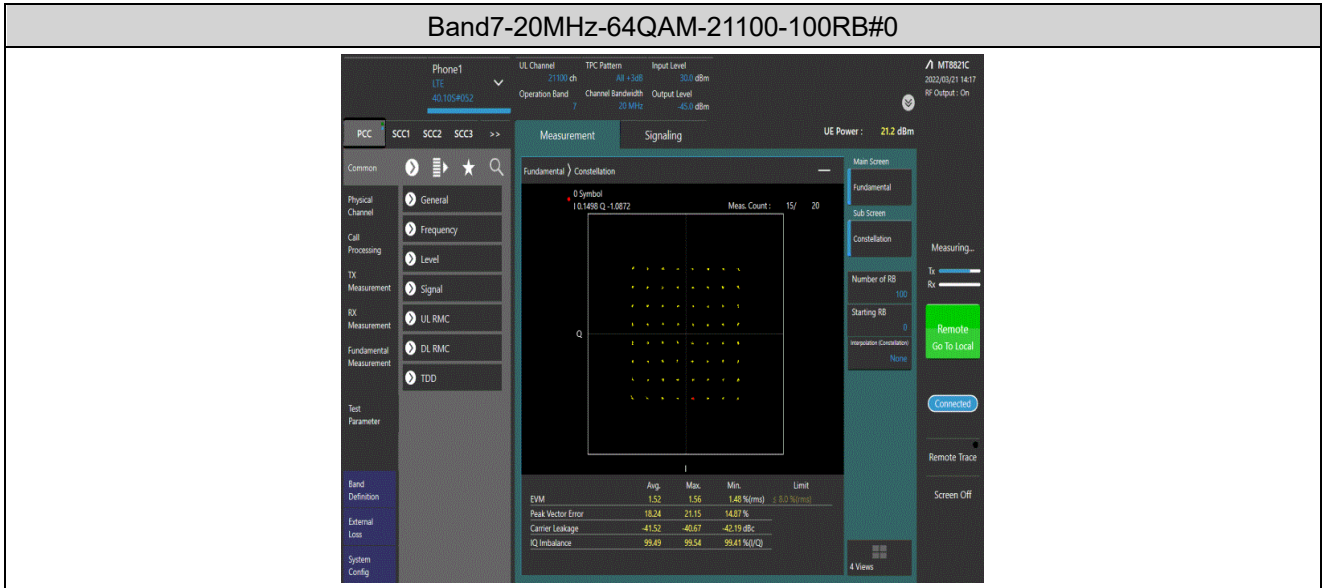 Band7-20MHz-64QAM-21100-100RB#0
Phone1
LTE
40.105#052
UL Channel TPC Pattern Input Level
21100 ch All +3dB 30.0 dBm
Operation Band Channel Bandwidth Output Level
7 20 MHz -45.0 dBm
MT8821C
2022/03/21 14:17
RF Output : On
PCC SCC1 SCC2 SCC3 >>
Measurement Signaling
UE Power : 21.2 dBm
Common
Physical
Channel
Call
Processing
TX
Measurement
RX
Measurement
Fundamental
Measurement
Test
Parameter
Band
Definition
External
Loss
System
Config
General
Frequency
Level
Signal
UL RMC
DL RMC
TDD
Fundamental Constellation
0 Symbol
I 0.1498 Q -1.0872 Meas. Count : 15/ 20
Q
I
Avg. Max. Min. Limit
EVM 1.52 1.56 1.48 %(rms) ≤ 8.0 %(rms)
Peak Vector Error 18.24 21.15 14.87 %
Carrier Leakage -41.52 -40.67 -42.19 dBc
IQ Imbalance 99.49 99.54 99.41 %(I/Q)
Main Screen
Fundamental
Sub Screen
Constellation
Number of RB
100
Starting RB
0
Interpolation (Constellation)
None
4 Views
Measuring...
Tx
Rx
Remote
Go To Local
Connected
Remote Trace
Screen Off